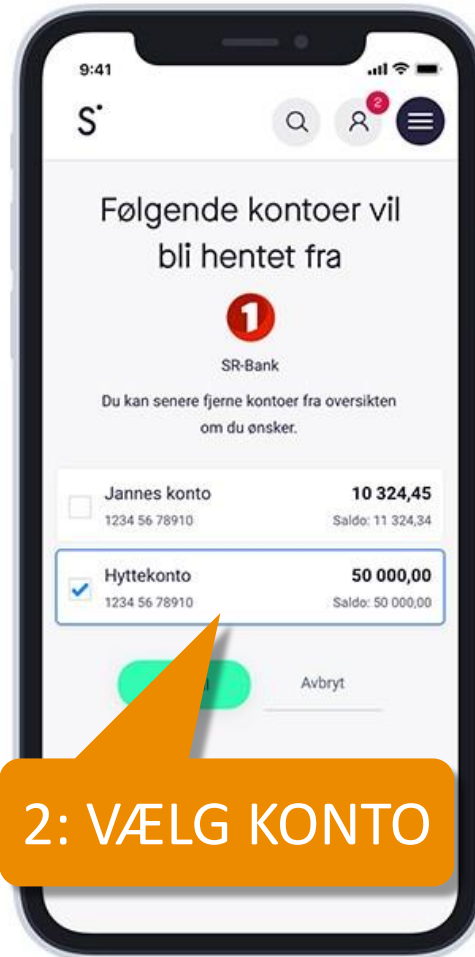 9:41
S
2
Følgende kontoer vil
bli hentet fra
1
SR-Bank
Du kan senere fjerne kontoer fra oversikten
om du ønsker.
Jannes konto 10 324,45
1234 56 78910 Saldo: 11 324,34
Hyttekonto 50 000,00
1234 56 78910 Saldo: 50 000,00
Avbryt
2: VÆLG KONTO